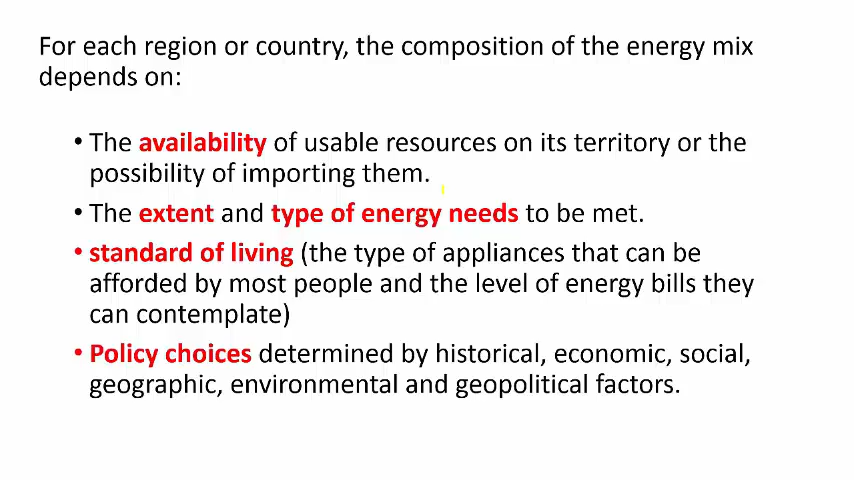 For each region or country, the composition of the energy mix
depends on:
• The availability of usable resources on its territory or the
possibility of importing them.
• The extent and type of energy needs to be met.
• standard of living (the type of appliances that can be
afforded by most people and the level of energy bills they
can contemplate)
• Policy choices determined by historical, economic, social,
geographic, environmental and geopolitical factors.